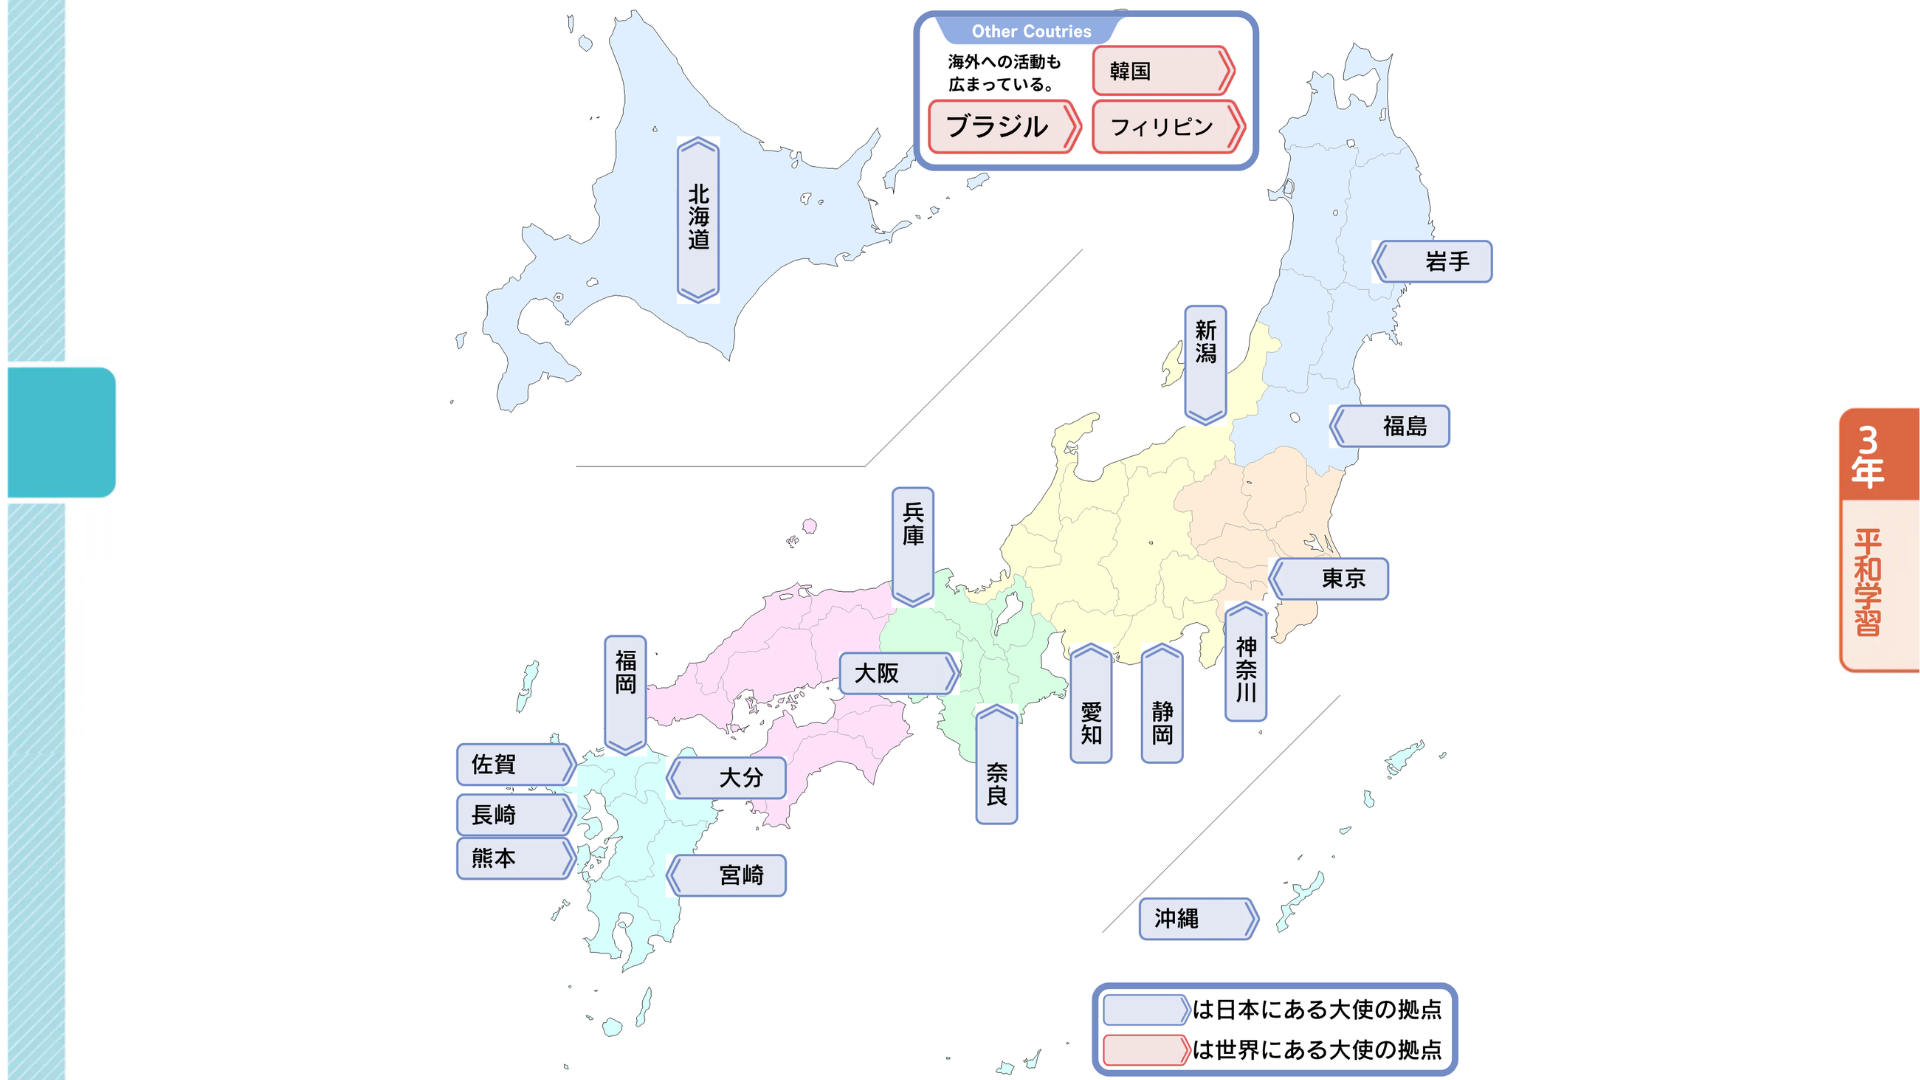 Other Coutries
海外への活動も
広まっている。
韓国
ブラジル
フィリピン
北海道
岩手
新潟
福島
兵庫
東京
神奈川
福岡
大阪
愛知
静岡
奈良
佐賀
大分
長崎
熊本
宮崎
沖縄
は日本にある大使の拠点
は世界にある大使の拠点
3年
平和学習